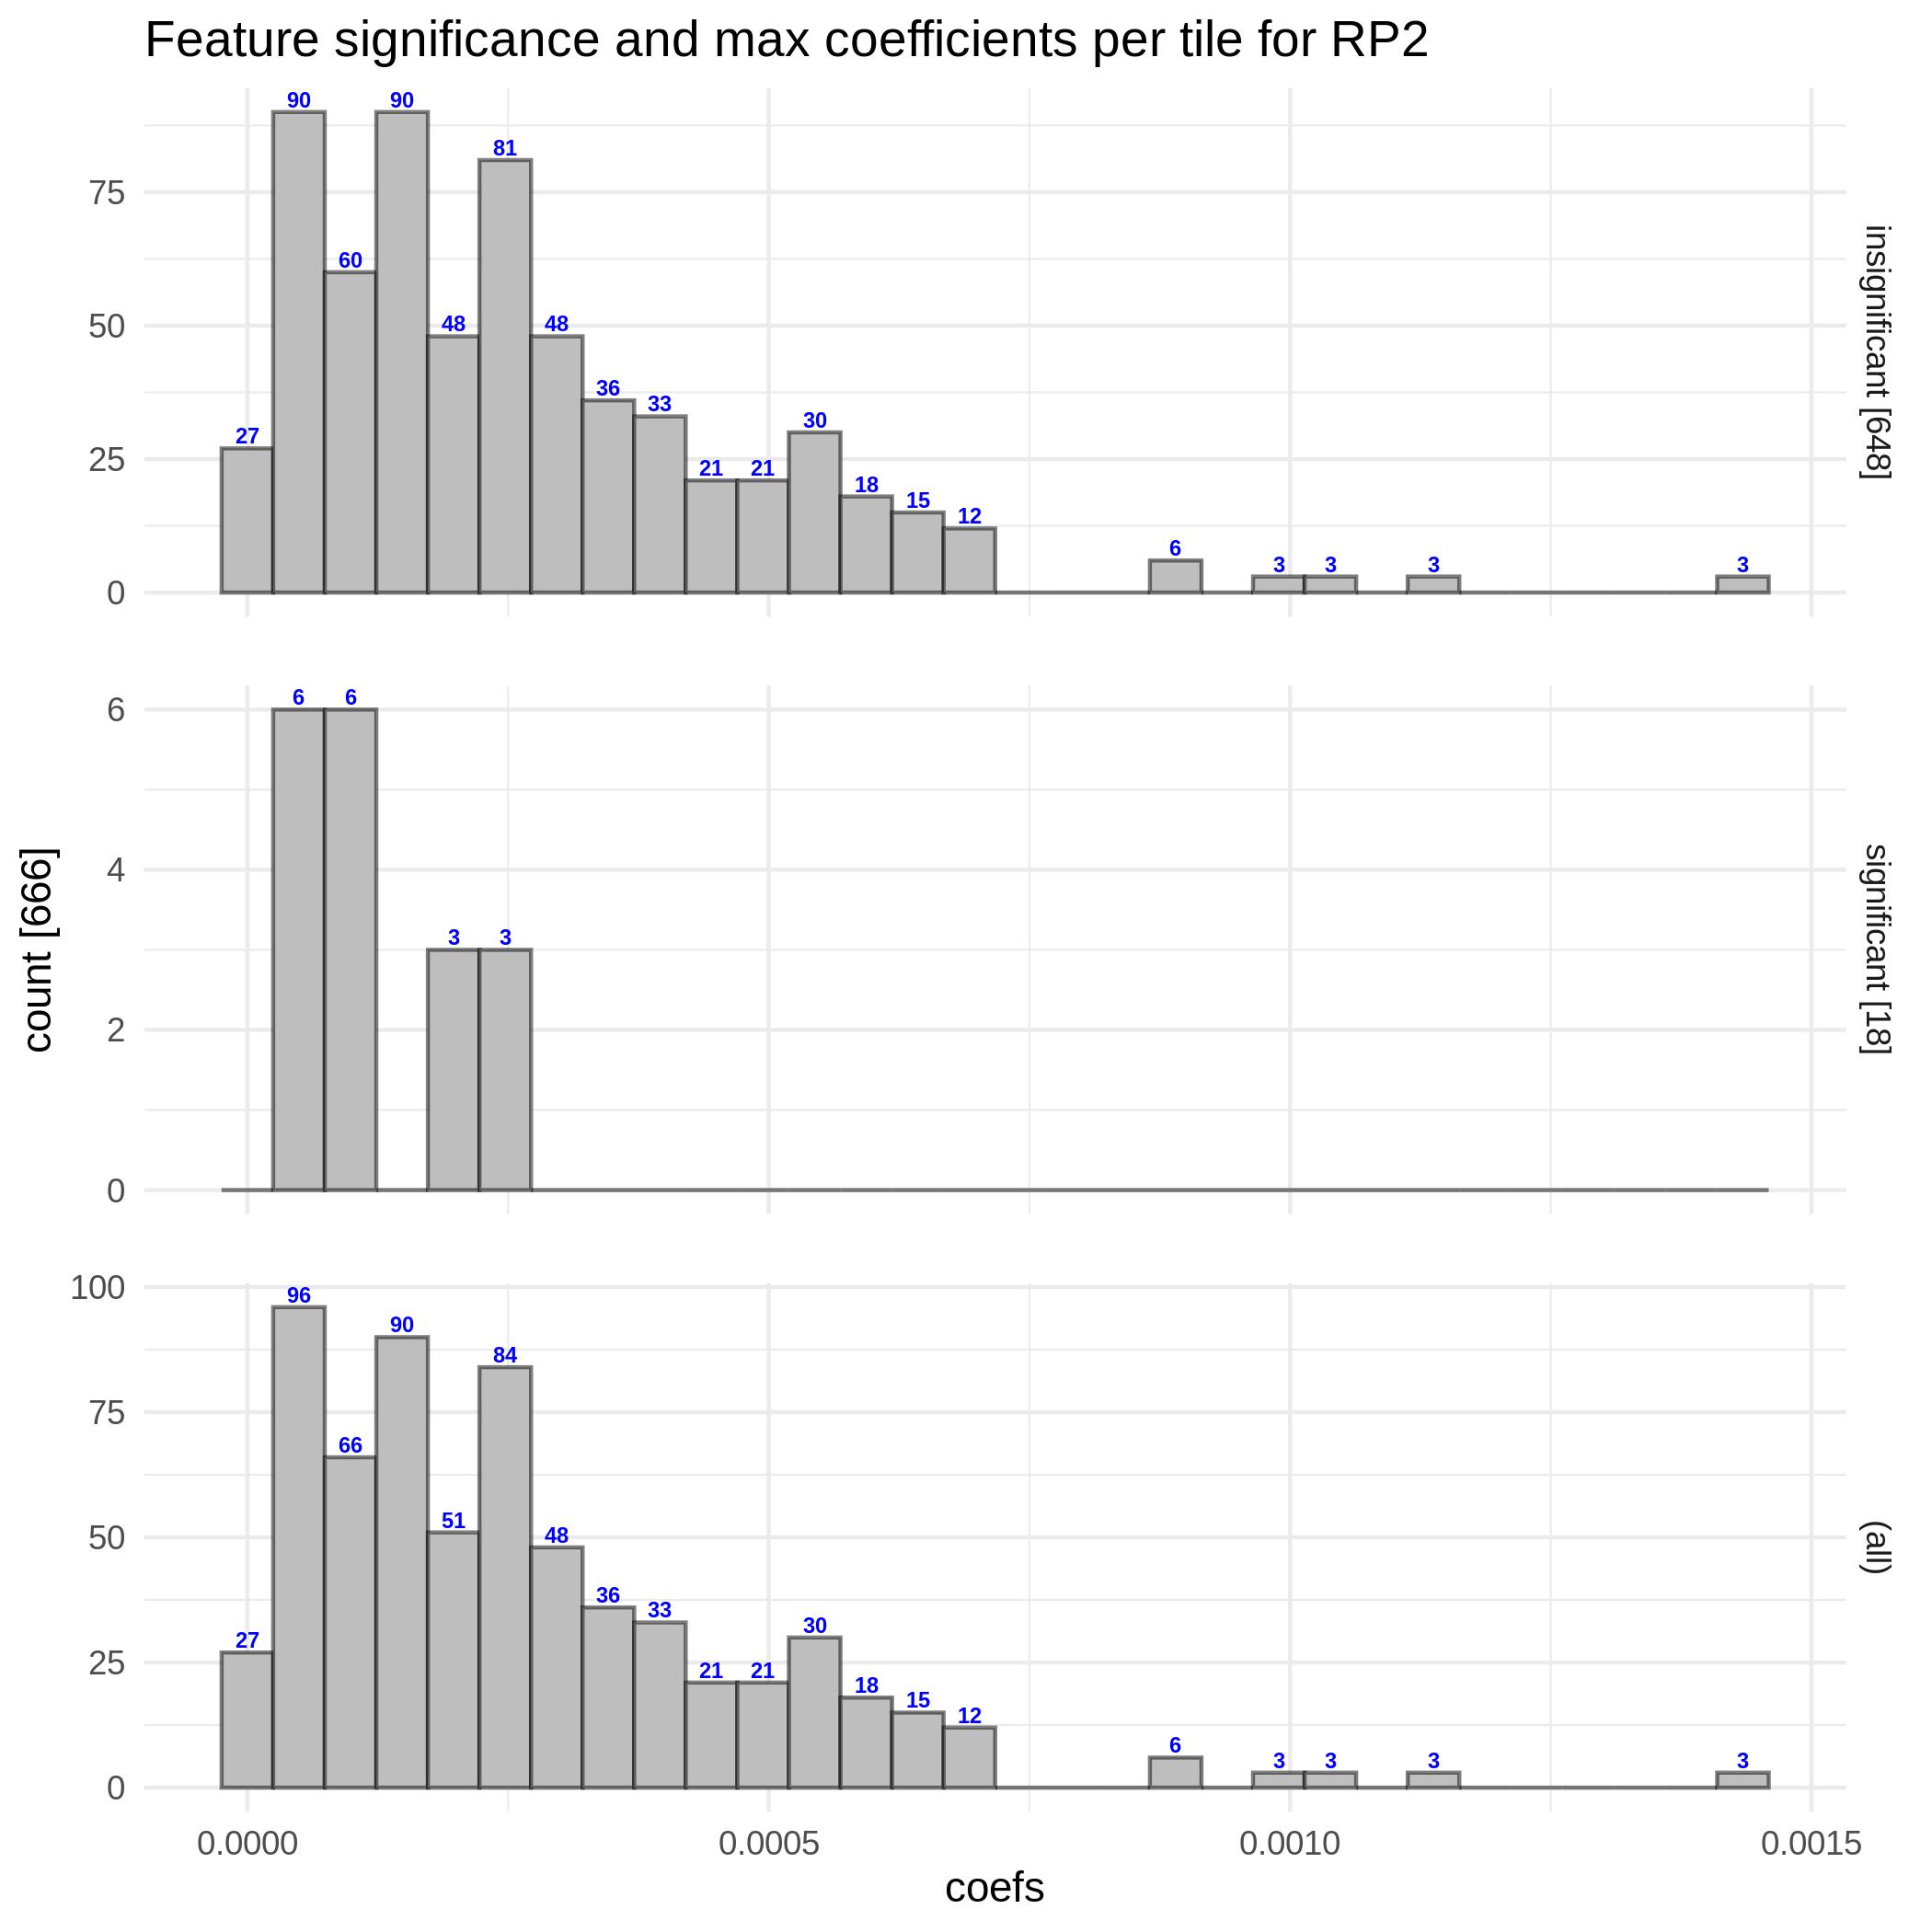 Feature significance and max coefficients per tile for RP2
90 90
81
75
60
48 48
50
36 33
27 30
21 21
25
18 15 12
6 3 3 3 3
0
insignificant [648]
6 6
6
4
3 3
2
0
significant [18]
count [666]
100
96
90
84
75
66
51
50
48
36 33
27 30
21 21
25
18 15 12
6 3 3 3 3
0
(all)
0.0000 0.0005 0.0010 0.0015
coefs